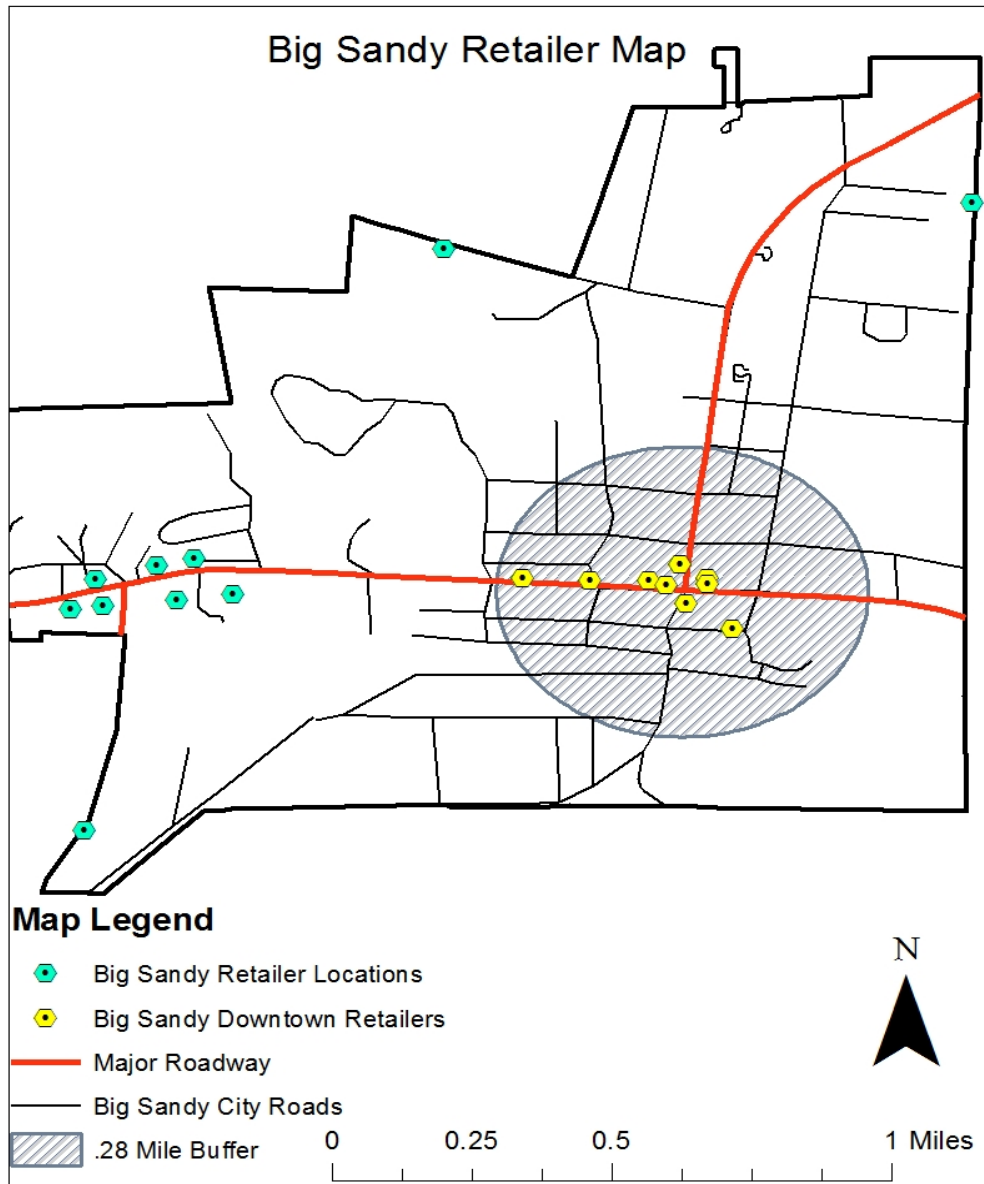 Big Sandy Retailer Map
Map Legend
Big Sandy Retailer Locations
Big Sandy Downtown Retailers
Major Roadway
Big Sandy City Roads
.28 Mile Buffer
N
0 0.25 0.5 1 Miles